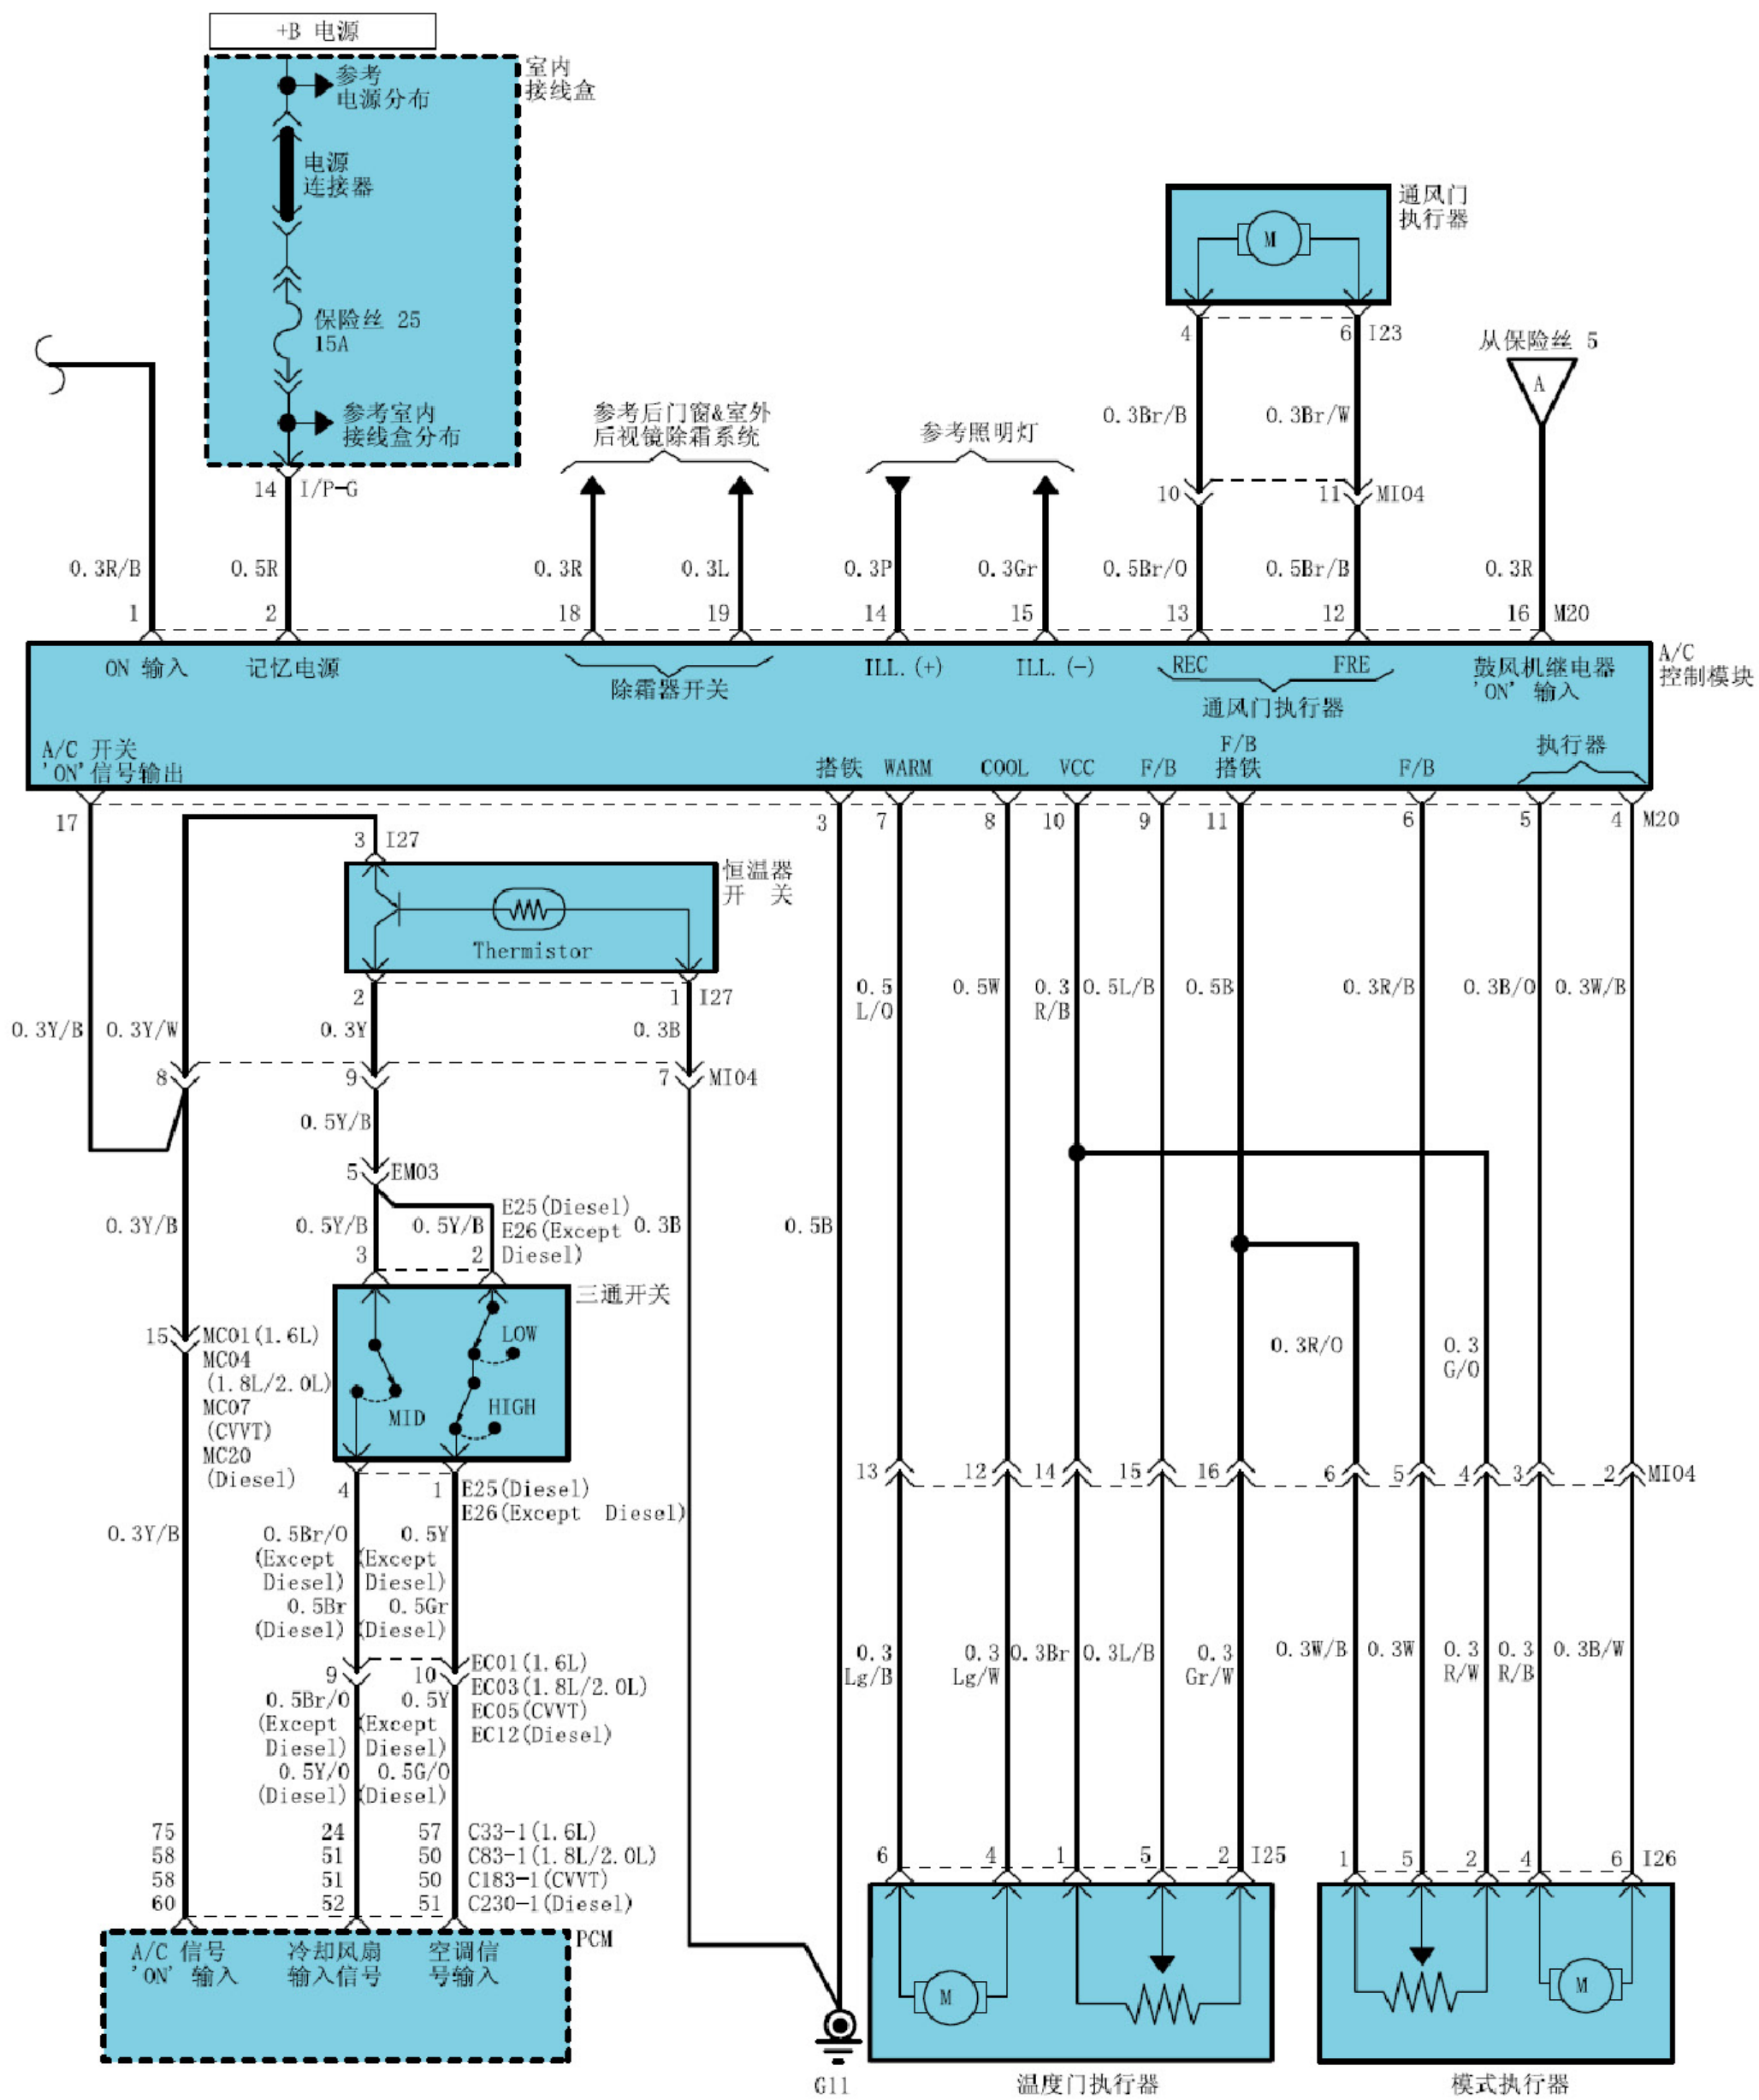 +B 电源
室内
接线盒
参考
电源分布
电源
连接器
保险丝 25
15A
参考室内
接线盒分布
14 I/P-G
通风门
执行器
M
4 6 I23
从保险丝 5
A
参考后门窗&室外
后视镜除霜系统
参考照明灯
0.3Br/B 0.3Br/W
10 11 MI04
0.3R/B 0.5R 0.3R 0.3L 0.3P 0.3Gr 0.5Br/O 0.5Br/B 0.3R
1 2 18 19 14 15 13 12 16 M20
A/C
控制模块
ON 输入 记忆电源 除霜器开关 ILL.(+) ILL.(-) REC FRE
通风门执行器
鼓风机继电器
'ON' 输入
A/C 开关
'ON'信号输出
搭铁 WARM COOL VCC F/B
F/B
搭铁
F/B
执行器
17 3 7 8 10 9 11 6 5 4 M20
3 I27
恒温器
开 关
Thermistor
2 1 I27
0.3Y/B 0.3Y/W 0.3Y 0.3B
8 9 7 MI04
0.5
L/O
0.5W
0.3
R/B
0.5L/B 0.5B 0.3R/B 0.3B/O 0.3W/B
0.5Y/B
5 EM03
0.3Y/B 0.5Y/B 0.5Y/B
E25(Diesel)
E26(Except
Diesel)
0.3B 0.5B
3 2
三通开关
LOW
MID
HIGH
15
MC01(1.6L)
MC04
(1.8L/2.0L)
MC07
(CVVT)
MC20
(Diesel)
0.3R/O
0.3
G/O
13 12 14 15 16 6 5 4 3 2 MI04
4 1
E25(Diesel)
E26(Except Diesel)
0.3Y/B
0.5Br/O
(Except
Diesel)
0.5Br
(Diesel)
0.5Y
(Except
Diesel)
0.5Gr
(Diesel)
9 10
EC01(1.6L)
EC03(1.8L/2.0L)
EC05(CVVT)
EC12(Diesel)
0.5Br/O
(Except
Diesel)
0.5Y/O
(Diesel)
0.5Y
(Except
Diesel)
0.5G/O
(Diesel)
0.3
Lg/B
0.3
Lg/W
0.3Br
0.3L/B
0.3
Gr/W
0.3W/B
0.3W
0.3
R/W
0.3
R/B
0.3B/W
75 24 57 C33-1(1.6L)
58 51 50 C83-1(1.8L/2.0L)
58 51 50 C183-1(CVVT)
60 52 51 C230-1(Diesel)
PCM
A/C 信号
'ON' 输入
冷却风扇
输入信号
空调信
号输入
6 4 1 5 2 I25
1 5 2 4 6 I26
M
M
G11
温度门执行器
模式执行器